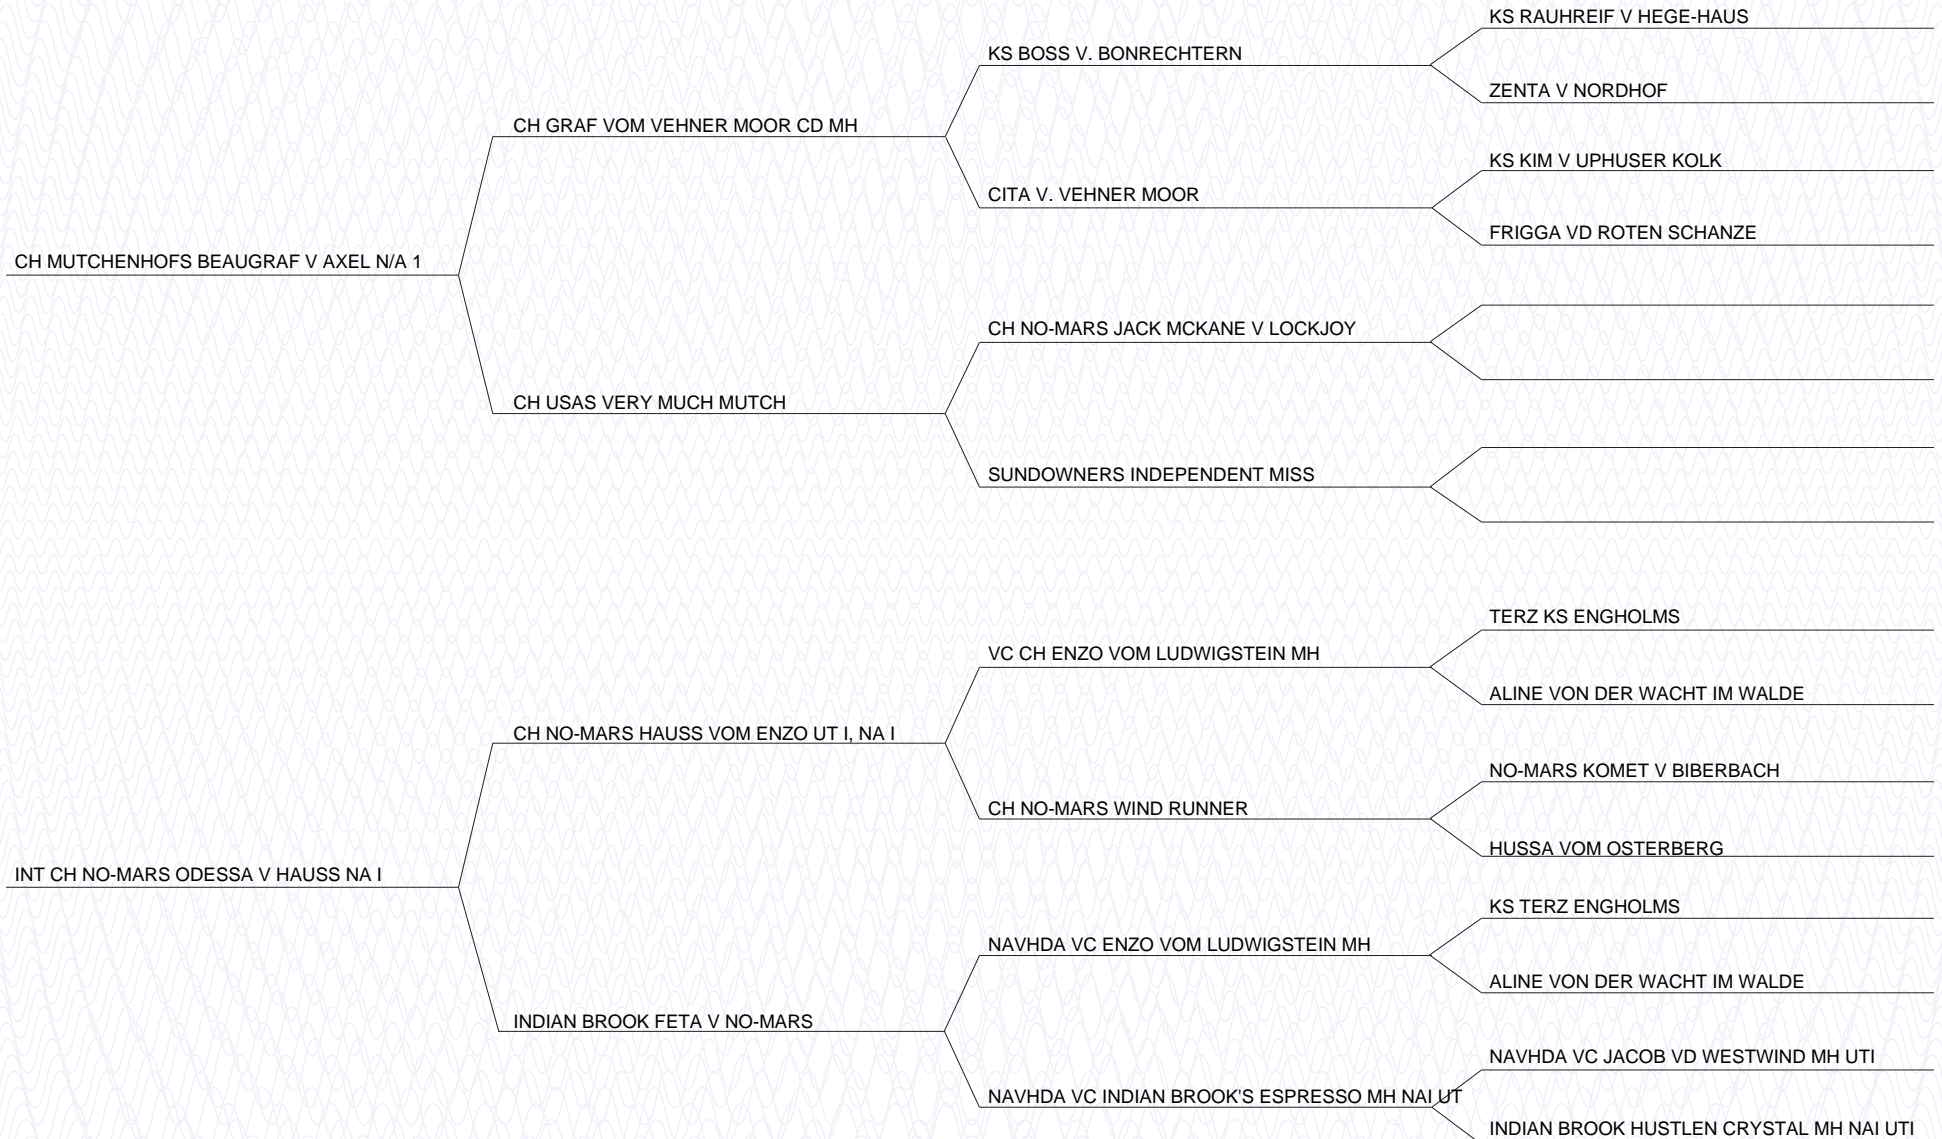 KS RAUHREIF V HEGE-HAUS
KS BOSS V. BONRECHTERN
ZENTA V NORDHOF
CH GRAF VOM VEHNER MOOR CD MH
KS KIM V UPHUSER KOLK
CITA V. VEHNER MOOR
FRIGGA VD ROTEN SCHANZE
CH MUTCHENHOFS BEAUGRAF V AXEL N/A 1
CH NO-MARS JACK MCKANE V LOCKJOY
CH USAS VERY MUCH MUTCH
SUNDOWNERS INDEPENDENT MISS
TERZ KS ENGHOLMS
VC CH ENZO VOM LUDWIGSTEIN MH
ALINE VON DER WACHT IM WALDE
CH NO-MARS HAUSS VOM ENZO UT I, NA I
NO-MARS KOMET V BIBERBACH
CH NO-MARS WIND RUNNER
HUSSA VOM OSTERBERG
INT CH NO-MARS ODESSA V HAUSS NA I
KS TERZ ENGHOLMS
NAVHDA VC ENZO VOM LUDWIGSTEIN MH
ALINE VON DER WACHT IM WALDE
INDIAN BROOK FETA V NO-MARS
NAVHDA VC JACOB VD WESTWIND MH UTI
NAVHDA VC INDIAN BROOK'S ESPRESSO MH NAI UT
INDIAN BROOK HUSTLEN CRYSTAL MH NAI UTI